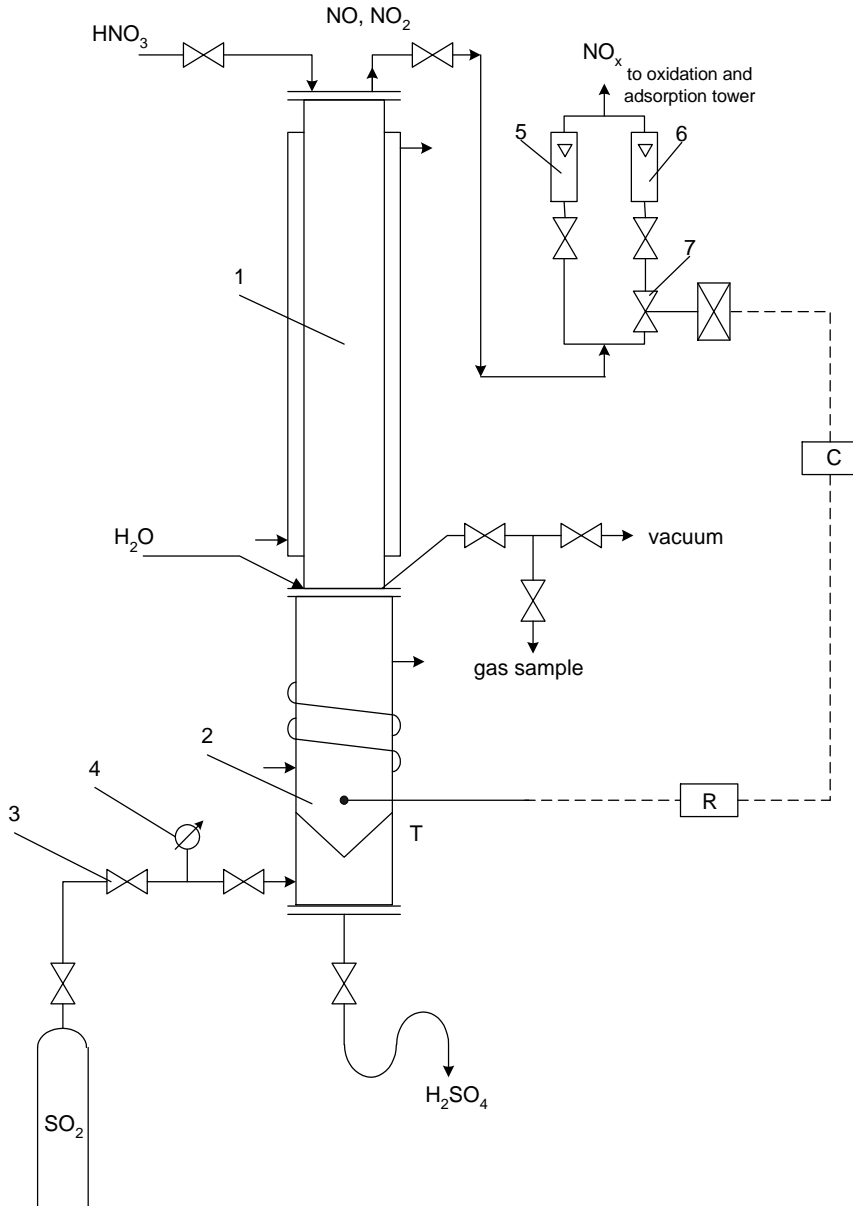 NO, NO₂
HNO₃
NOₓ
to oxidation and
adsorption tower
5
6
7
1
C
H₂O
vacuum
gas sample
2
4
R
3
T
H₂SO₄
SO₂